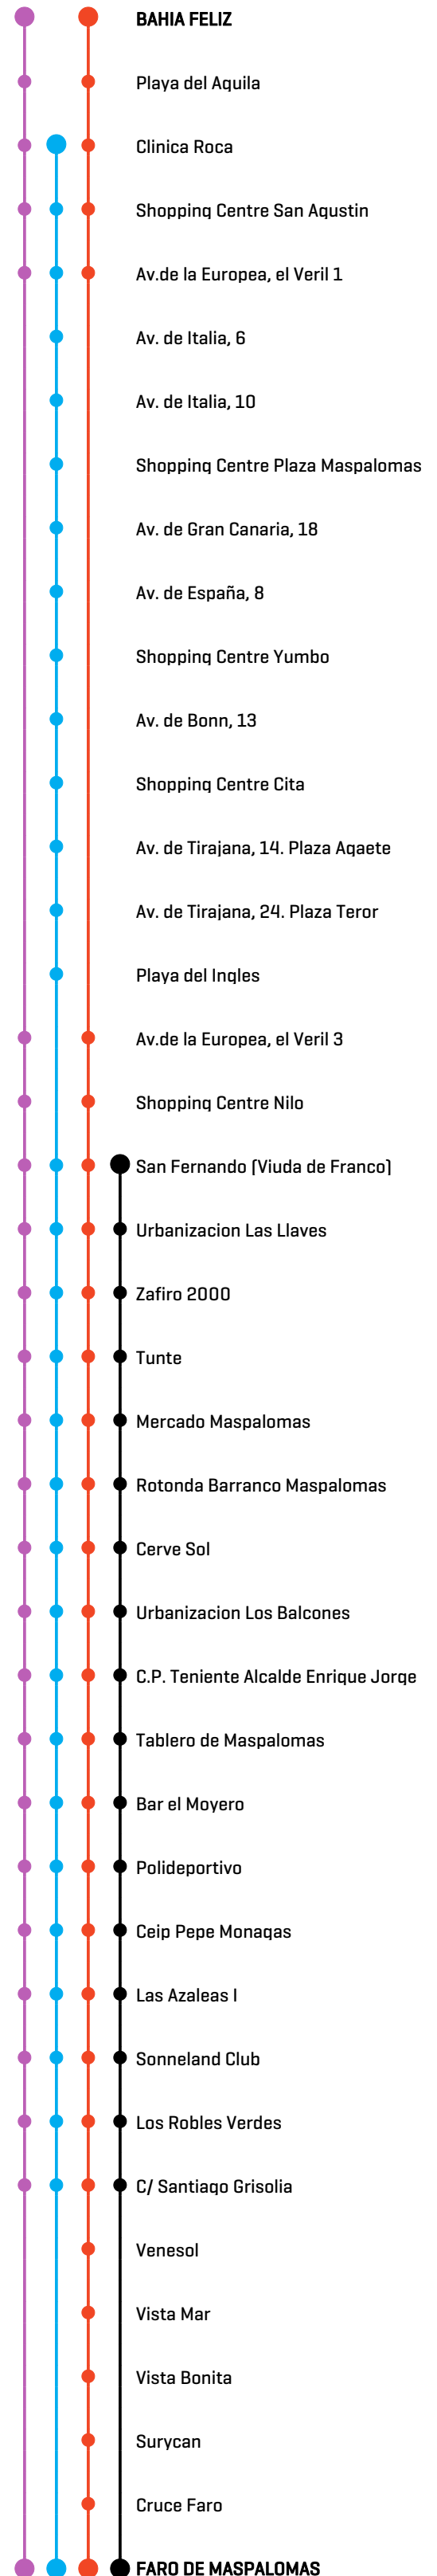 BAHIA FELIZ
Playa del Aguila
Clinica Roca
Shopping Centre San Agustin
Av.de la Europea, el Veril 1
Av. de Italia, 6
Av. de Italia, 10
Shopping Centre Plaza Maspalomas
Av. de Gran Canaria, 18
Av. de España, 8
Shopping Centre Yumbo
Av. de Bonn, 13
Shopping Centre Cita
Av. de Tirajana, 14. Plaza Agaete
Av. de Tirajana, 24. Plaza Teror
Playa del Ingles
Av.de la Europea, el Veril 3
Shopping Centre Nilo
San Fernando (Viuda de Franco)
Urbanizacion Las Llaves
Zafiro 2000
Tunte
Mercado Maspalomas
Rotonda Barranco Maspalomas
Cerve Sol
Urbanizacion Los Balcones
C.P. Teniente Alcalde Enrique Jorge
Tablero de Maspalomas
Bar el Moyero
Polideportivo
Ceip Pepe Monagas
Las Azaleas I
Sonneland Club
Los Robles Verdes
C/ Santiago Grisolia
Venesol
Vista Mar
Vista Bonita
Surycan
Cruce Faro
FARO DE MASPALOMAS